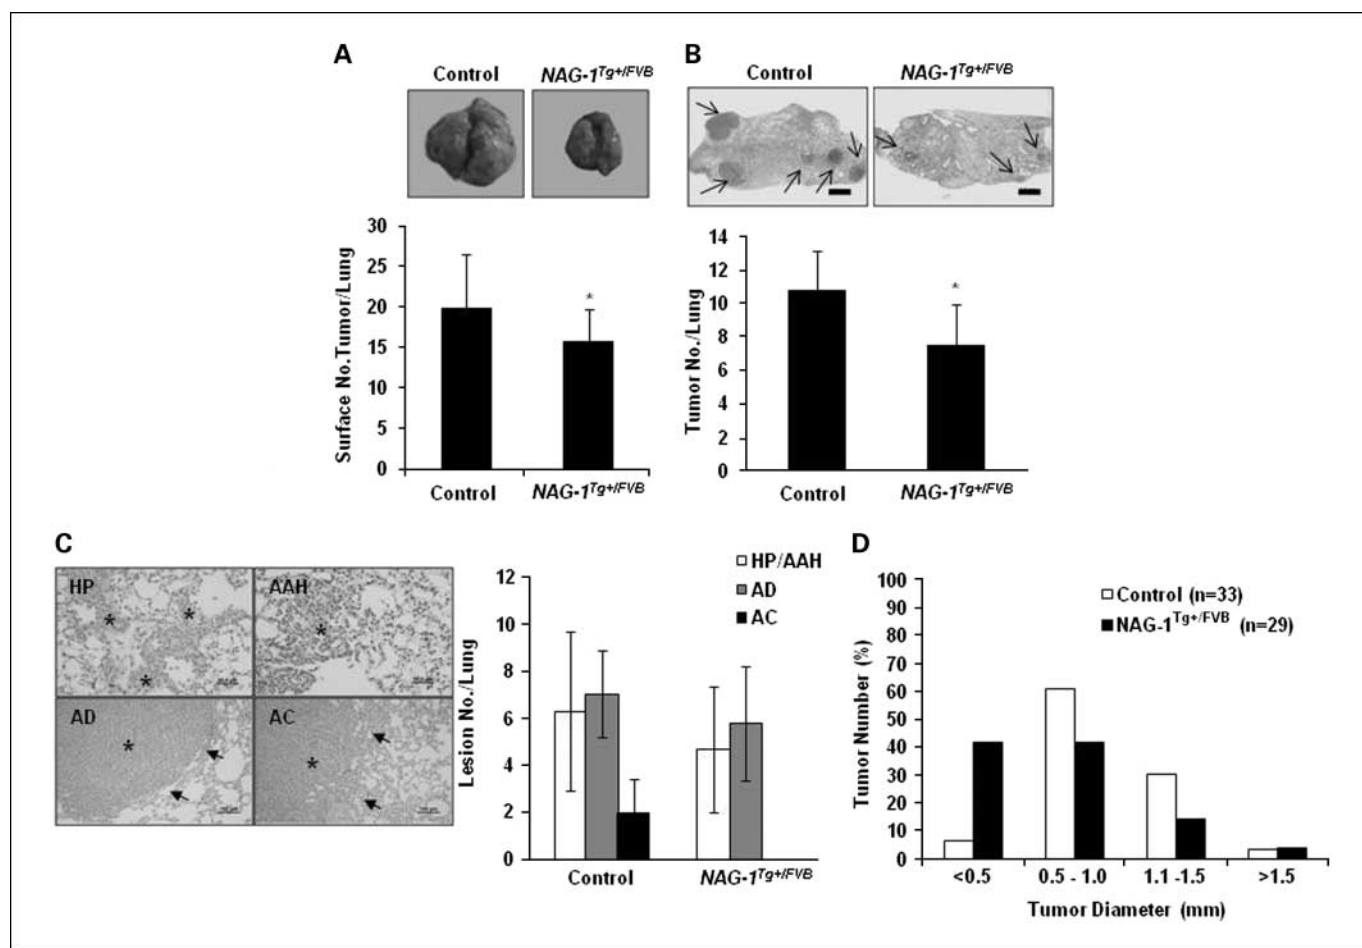 A
Control
NAG-1Tg+/FVB
30
25
20
15
10
5
0
Surface No.Tumor/Lung
*
Control
NAG-1Tg+/FVB
B
Control
NAG-1Tg+/FVB
14
12
10
8
6
4
2
0
Tumor No./Lung
*
Control
NAG-1Tg+/FVB
C
HP
AAH
* * *
*
AD
AC
*
*
HP/AAH
AD
AC
12
10
8
6
4
2
0
Lesion No./Lung
Control
NAG-1Tg+/FVB
D
Control (n=33)
NAG-1Tg+/FVB (n=29)
100
90
80
70
60
50
40
30
20
10
0
Tumor Number (%)
<0.5
0.5 - 1.0
1.1 -1.5
>1.5
Tumor Diameter (mm)